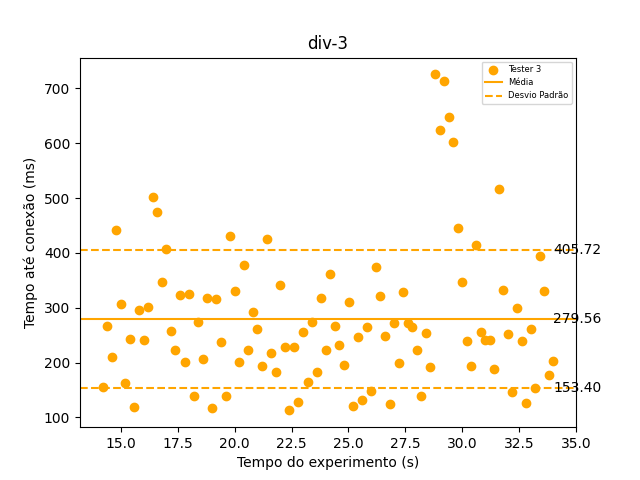 div-3
Tester 3
Média
Desvio Padrão
Tempo até conexão (ms)
700
600
500
400
300
200
100
405.72
279.56
153.40
15.0 17.5 20.0 22.5 25.0 27.5 30.0 32.5 35.0
Tempo do experimento (s)